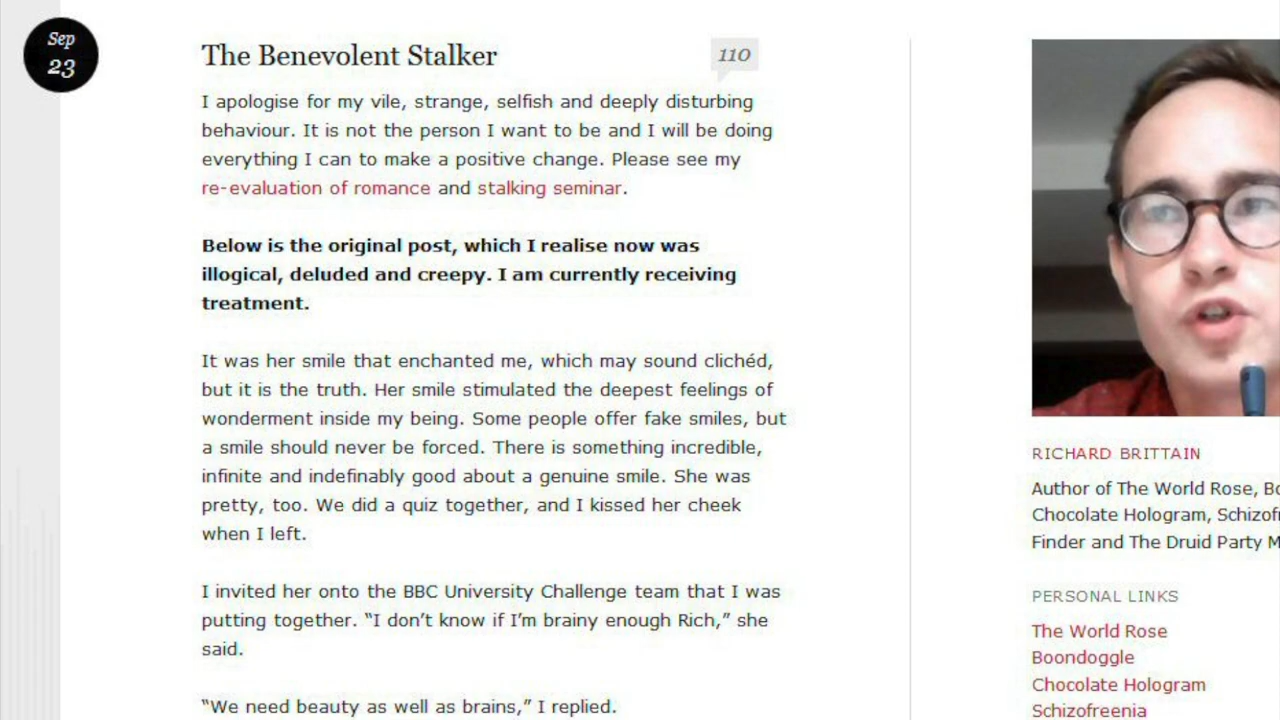 Sep
23
The Benevolent Stalker
110
I apologise for my vile, strange, selfish and deeply disturbing
behaviour. It is not the person I want to be and I will be doing
everything I can to make a positive change. Please see my
re-evaluation of romance and stalking seminar.
Below is the original post, which I realise now was
illogical, deluded and creepy. I am currently receiving
treatment.
It was her smile that enchanted me, which may sound clichéd,
but it is the truth. Her smile stimulated the deepest feelings of
wonderment inside my being. Some people offer fake smiles, but
a smile should never be forced. There is something incredible,
infinite and indefinably good about a genuine smile. She was
pretty, too. We did a quiz together, and I kissed her cheek
when I left.
I invited her onto the BBC University Challenge team that I was
putting together. “I don’t know if I’m brainy enough Rich,” she
said.
“We need beauty as well as brains,” I replied.
RICHARD BRITTAIN
Author of The World Rose,
Chocolate Hologram,
Finder and The Druid Party
PERSONAL LINKS
The World Rose
Boondoggle
Chocolate Hologram
Schizofreenia